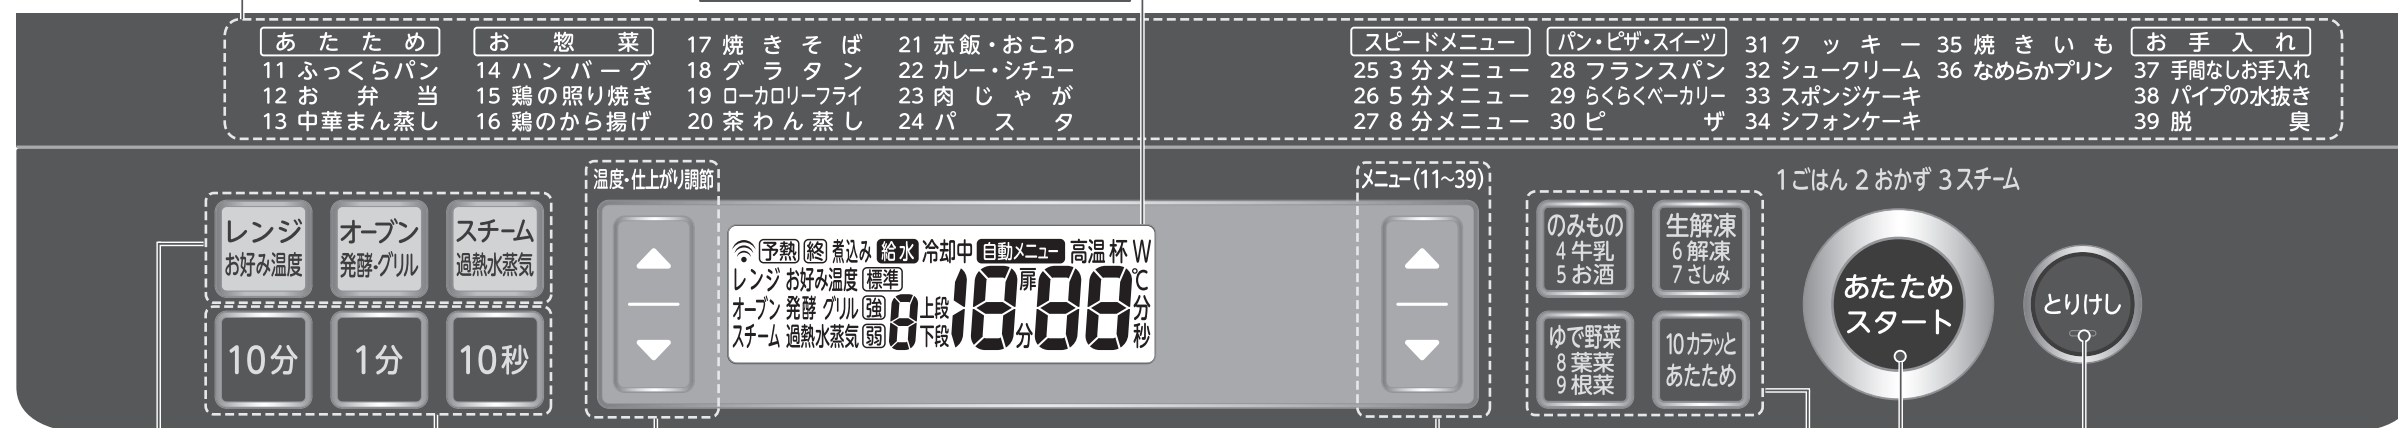 あたため
11 ふっくらパン
12 お弁当
13 中華まん蒸し
お惣菜
14 ハンバーグ
15 鶏の照り焼き
16 鶏のから揚げ
17 焼きそば
18 グラタン
19 ローカロリーフライ
20 茶わん蒸し
21 赤飯・おこわ
22 カレー・シチュー
23 肉じゃが
24 パスタ
スピードメニュー
25 3分メニュー
26 5分メニュー
27 8分メニュー
パン・ピザ・スイーツ
28 フランスパン
29 らくらくベーカリー
30 ピザ
31 クッキー
32 シュークリーム
33 スポンジケーキ
34 シフォンケーキ
35 焼きいも
36 なめらかプリン
お手入れ
37 手間なしお手入れ
38 パイプの水抜き
39 脱臭
レンジ
お好み温度
オーブン
発酵・グリル
スチーム
過熱水蒸気
10分
1分
10秒
温度・仕上がり調節
予熱 終 煮込み 給水 冷却中 自動メニュー 高温 杯 W
レンジ お好み温度 標準 扉 ℃
オーブン 発酵 グリル 強 8 上段 18:88 分
スチーム 過熱水蒸気 弱 下段 分 秒
メニュー(11~39)
のみもの
4 牛乳
5 お酒
生解凍
6 解凍
7 さしみ
ゆで野菜
8 葉菜
9 根菜
10 カラッと
あたため
1 ごはん 2 おかず 3 スチーム
あたため
スタート
とりけし